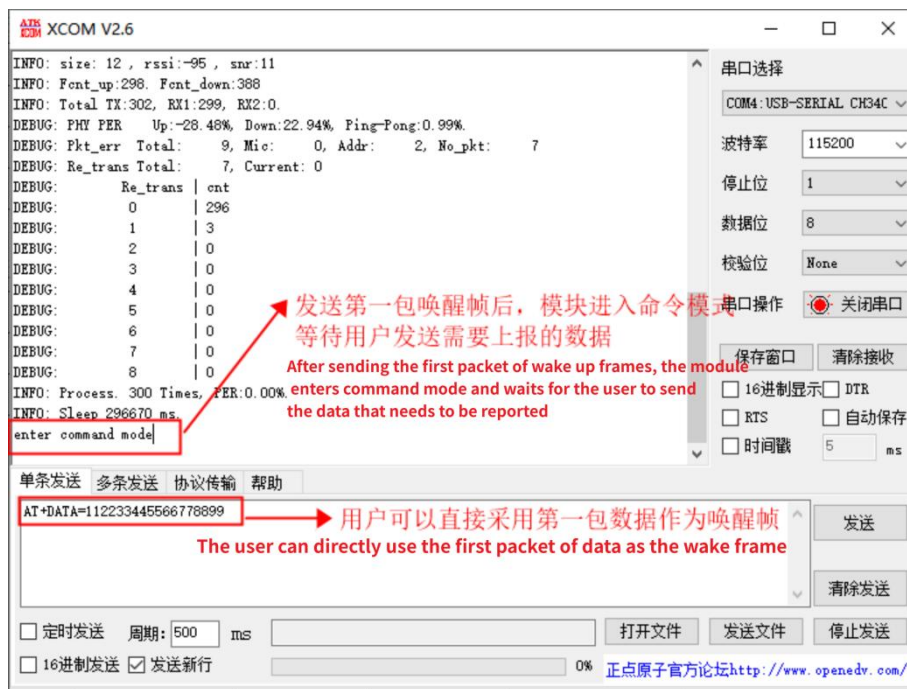 ATK XCOM XCOM V2.6
INFO: size: 12 , rssi:-95 , snr:11
INFO: Fcnt_up:298. Fcnt_down:388
INFO: Total TX:302, RX1:299, RX2:0.
DEBUG: PHY PER Up:-28.48%, Down:22.94%, Ping-Pong:0.99%.
DEBUG: Pkt_err Total: 9, Mic: 0, Addr: 2, No_pkt: 7
DEBUG: Re_trans Total: 7, Current: 0
DEBUG: Re_trans | cnt
DEBUG: 0 | 296
DEBUG: 1 | 3
DEBUG: 2 | 0
DEBUG: 3 | 0
DEBUG: 4 | 0
DEBUG: 5 | 0
DEBUG: 6 | 0
DEBUG: 7 | 0
DEBUG: 8 | 0
INFO: Process. 300 Times, PER:0.00%.
INFO: Sleep 296670 ms.
enter command mode
发送第一包唤醒帧后，模块进入命令模式
等待用户发送需要上报的数据
After sending the first packet of wake up frames, the module
enters command mode and waits for the user to send
the data that needs to be reported
串口选择
COM4:USB-SERIAL CH340
波特率 115200
停止位 1
数据位 8
校验位 None
串口操作 关闭串口
保存窗口 清除接收
16进制显示 DTR
RTS 自动保存
时间戳 5 ms
单条发送 多条发送 协议传输 帮助
AT+DATA=112233445566778899
用户可以直接采用第一包数据作为唤醒帧
The user can directly use the first packet of data as the wake frame
发送
清除发送
定时发送 周期: 500 ms 打开文件 发送文件 停止发送
16进制发送 发送新行 0% 正点原子官方论坛http://www.openedv.com/